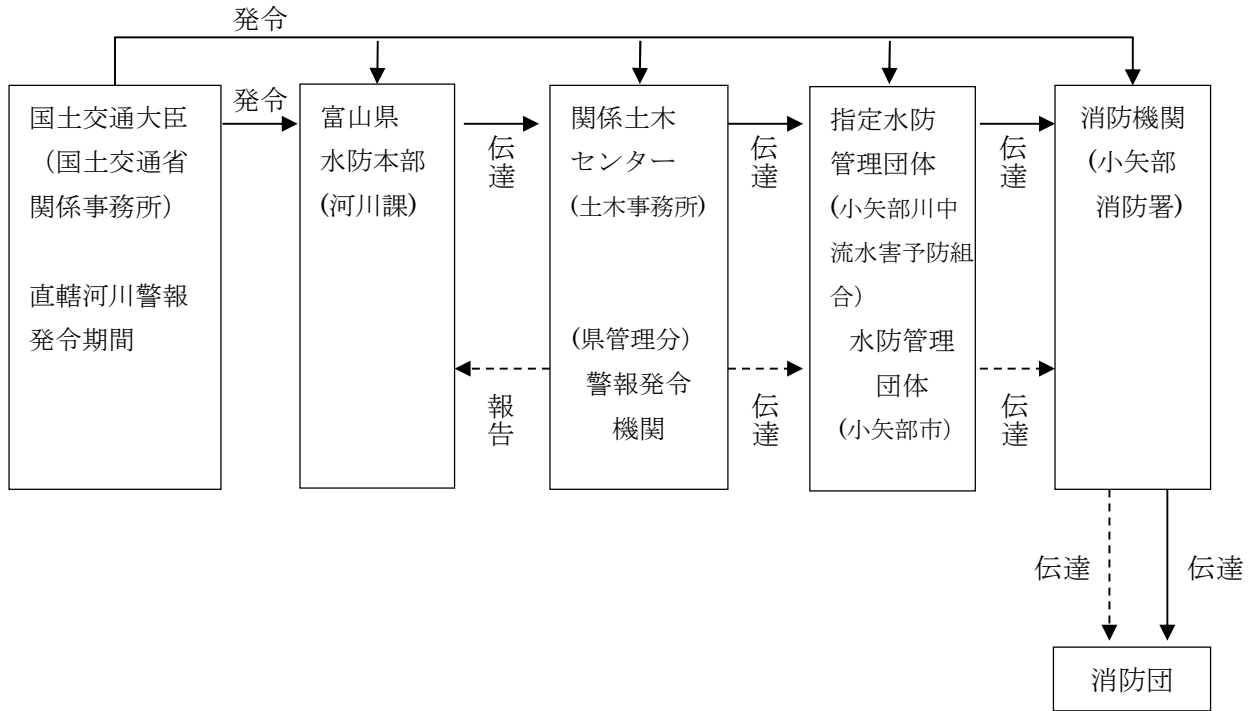 発令
国土交通大臣
（国土交通省
関係事務所）
直轄河川警報
発令期間
発令
富山県
水防本部
(河川課)
伝達
関係土木
センター
(土木事務所)
(県管理分）
警報発令
機関
報告
伝達
伝達
指定水防
管理団体
(小矢部川中
流水害予防組
合）
水防管理
団体
(小矢部市）
伝達
伝達
消防機関
(小矢部
消防署)
伝達
伝達
消防団